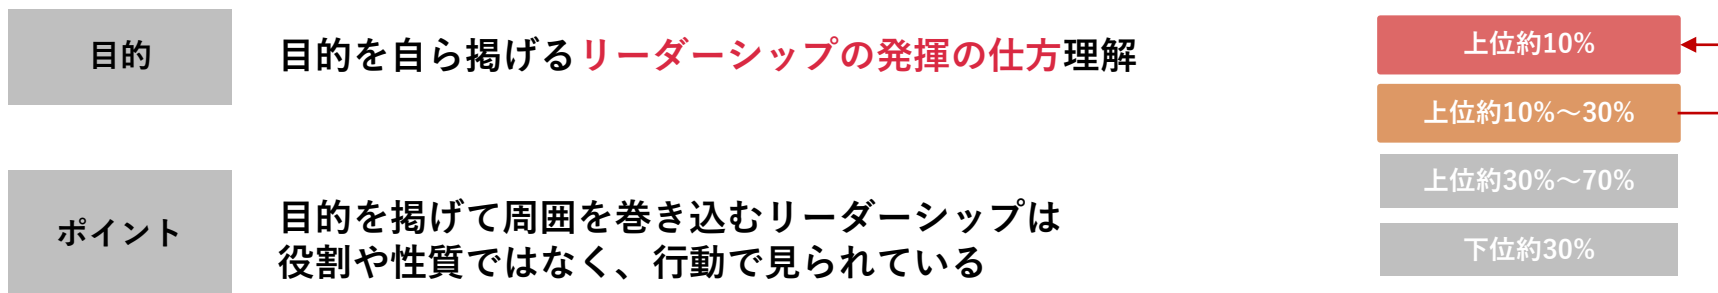 目的
目的を自ら掲げるリーダーシップの発揮の仕方理解
ポイント
目的を掲げて周囲を巻き込むリーダーシップは
役割や性質ではなく、行動で見られている
上位約10%
上位約10%～30%
上位約30%～70%
下位約30%